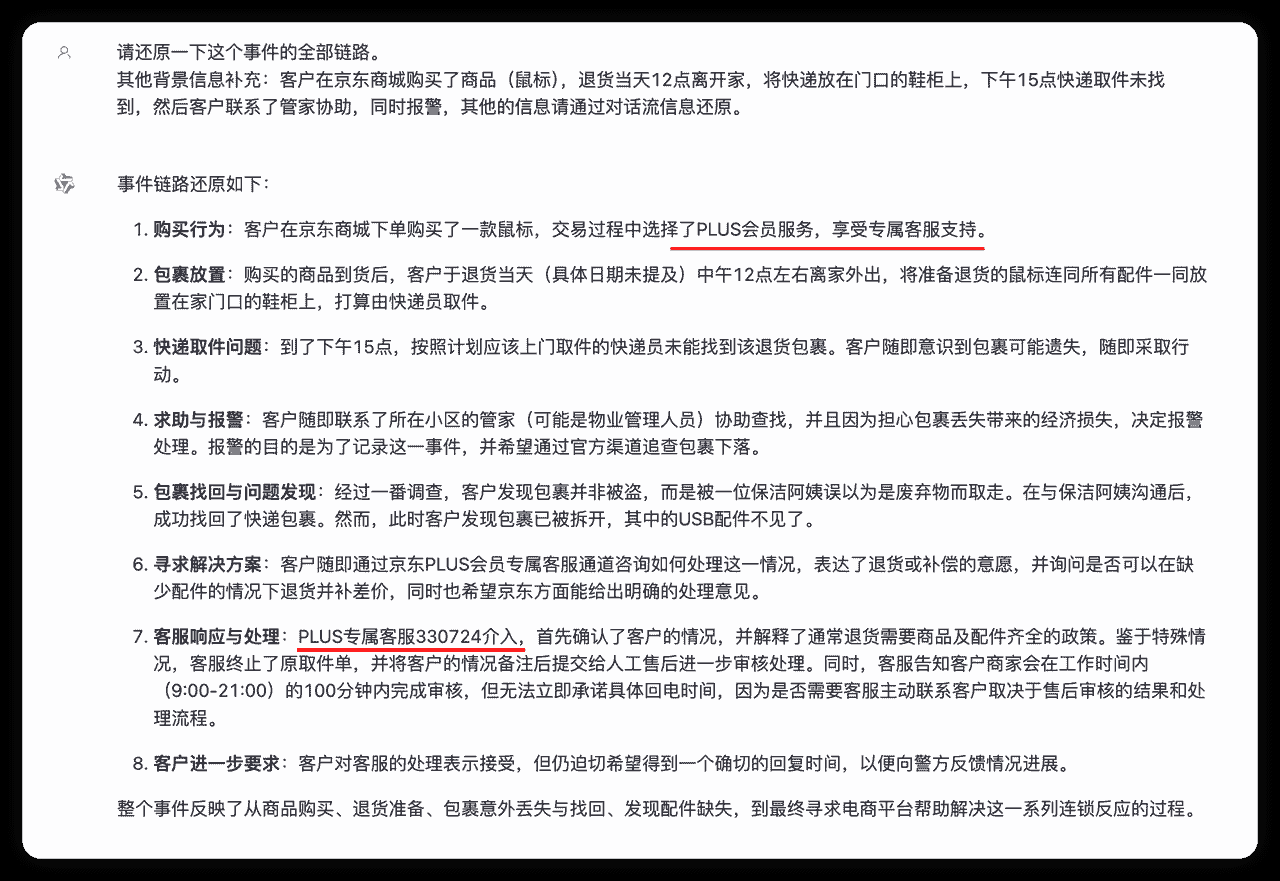 请还原一下这个事件的全部链路。
其他背景信息补充：客户在京东商城购买了商品（鼠标），退货当天12点离开家，将快递放在门口的鞋柜上，下午15点快递取件未找
到，然后客户联系了管家协助，同时报警，其他的信息请通过对话流信息还原。
事件链路还原如下：
1. 购买行为：客户在京东商城下单购买了一款鼠标，交易过程中选择了PLUS会员服务，享受专属客服支持。
2. 包裹放置：购买的商品到货后，客户于退货当天（具体日期未提及）中午12点左右离家外出，将准备退货的鼠标连同所有配件一同放
置在家门口的鞋柜上，打算由快递员取件。
3. 快递取件问题：到了下午15点，按照计划应该上门取件的快递员未能找到该退货包裹。客户随即意识到包裹可能遗失，随即采取行
动。
4. 求助与报警：客户随即联系了所在小区的管家（可能是物业管理人员）协助查找，并且因为担心包裹丢失带来的经济损失，决定报警
处理。报警的目的是为了记录这一事件，并希望通过官方渠道追查包裹下落。
5. 包裹找回与问题发现：经过一番调查，客户发现包裹并非被盗，而是被一位保洁阿姨误以为是废弃物而取走。在与保洁阿姨沟通后，
成功找回了快递包裹。然而，此时客户发现包裹已被拆开，其中的USB配件不见了。
6. 寻求解决方案：客户随即通过京东PLUS会员专属客服通道咨询如何处理这一情况，表达了退货或补偿的意愿，并询问是否可以在缺
少配件的情况下退货并补差价，同时也希望京东方面能给出明确的处理意见。
7. 客服响应与处理：PLUS专属客服330724介入，首先确认了客户的情况，并解释了通常退货需要商品及配件齐全的政策。鉴于特殊情
况，客服终止了原取件单，并将客户的情况备注后提交给人工售后进一步审核处理。同时，客服告知客户商家会在工作时间内
（9:00-21:00）的100分钟内完成审核，但无法立即承诺具体回电时间，因为是否需要客服主动联系客户取决于售后审核的结果和处
理流程。
8. 客户进一步要求：客户对客服的处理表示接受，但仍迫切希望得到一个确切的回复时间，以便向警方反馈情况进展。
整个事件反映了从商品购买、退货准备、包裹意外丢失与找回、发现配件缺失，到最终寻求电商平台帮助解决这一系列连锁反应的过程。